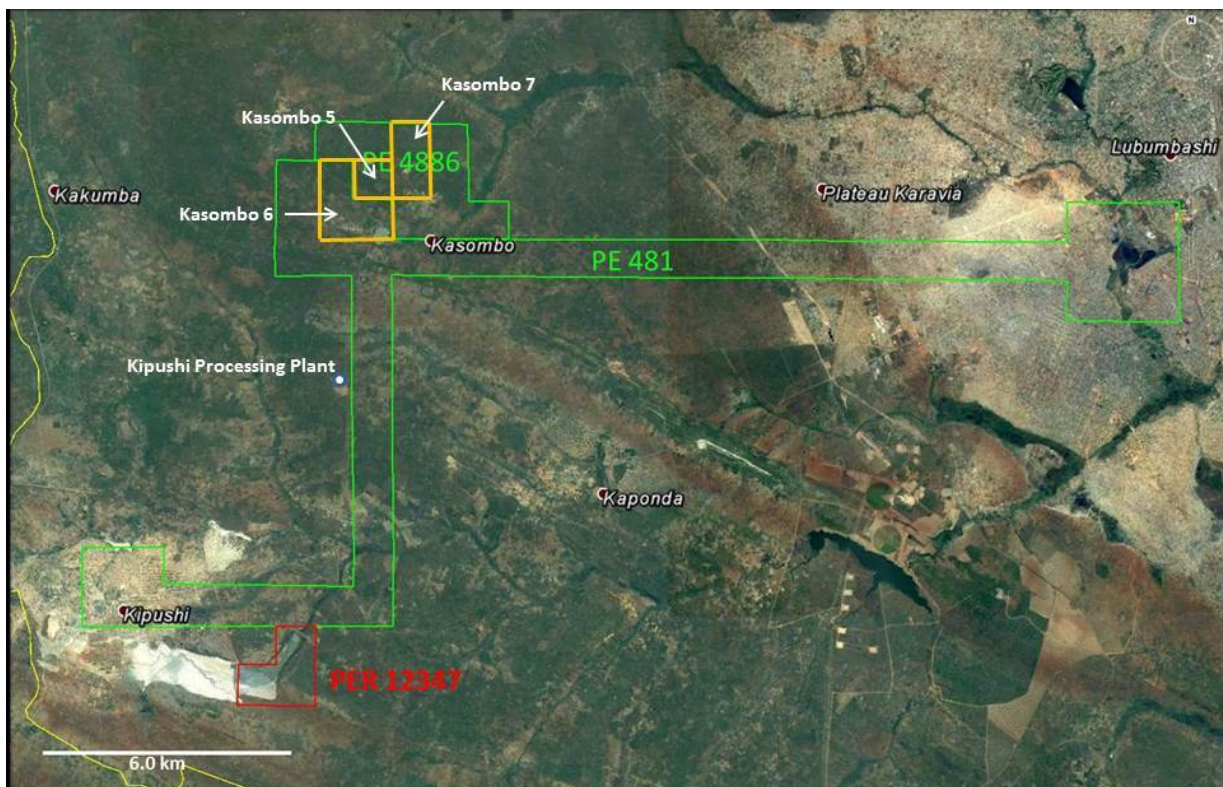 N
Kasombo 7
Kasombo 5
PE 4886
Lubumbashi
Kakumba
Plateau Karavia
Kasombo 6
Kasombo
PE 481
Kipushi Processing Plant
Kaponda
Kipushi
PER 12347
6.0 km